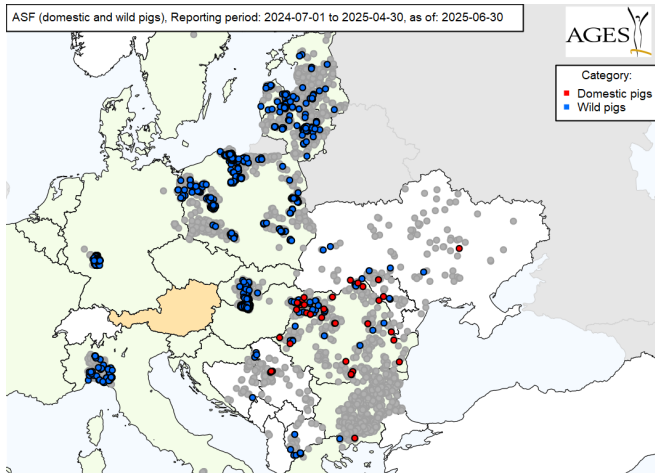 ASF (domestic and wild pigs), Reporting period: 2024-07-01 to 2025-04-30, as of: 2025-06-30
AGES
Category:
Domestic pigs
Wild pigs